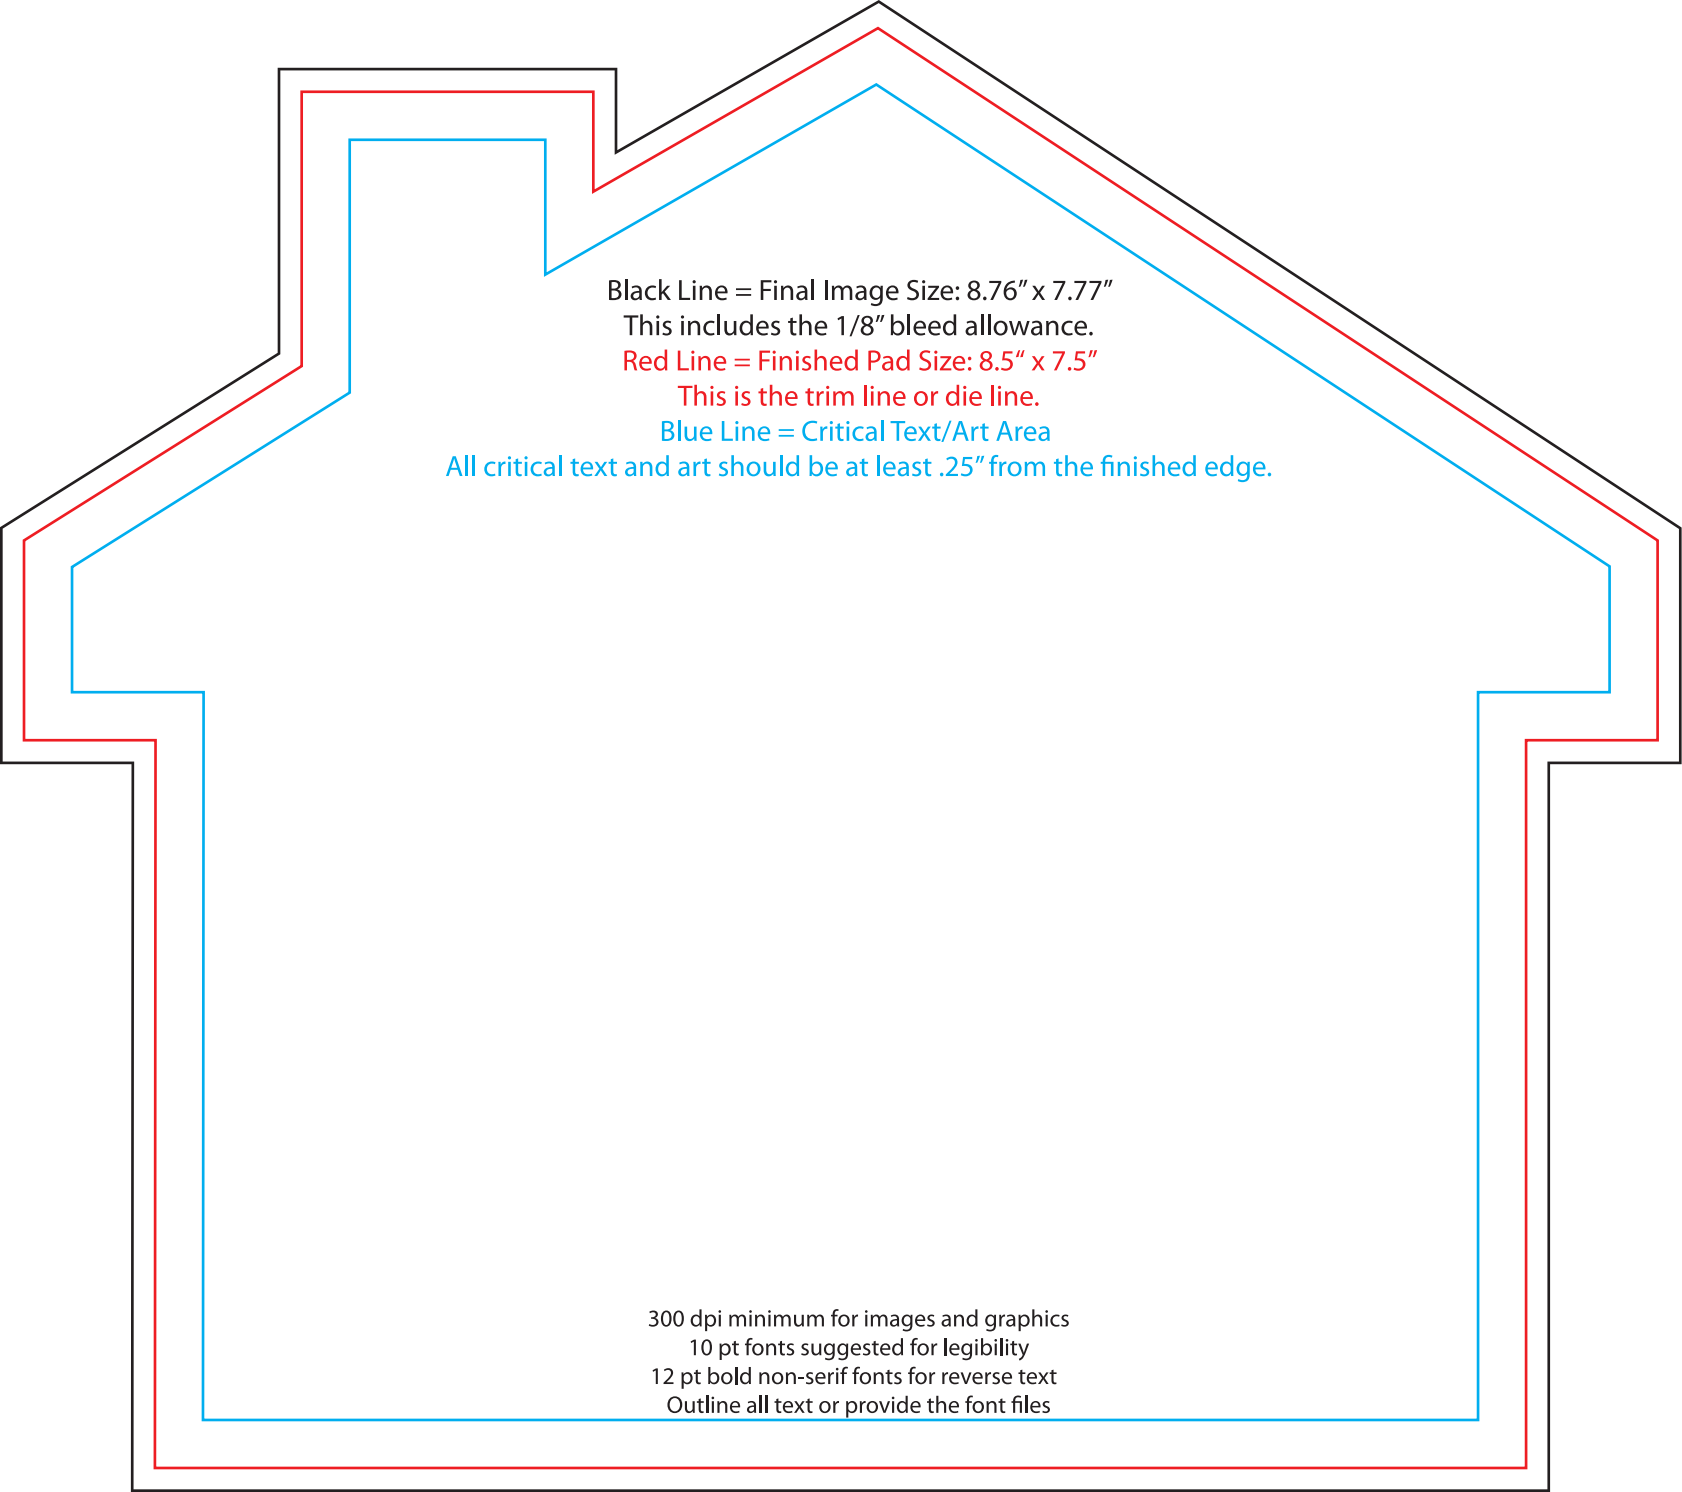 Black Line = Final Image Size: 8.76” x 7.77”
This includes the 1/8” bleed allowance.
Red Line = Finished Pad Size: 8.5“ x 7.5”
This is the trim line or die line.
Blue Line = Critical Text/Art Area
All critical text and art should be at least .25” from the finished edge.
300 dpi minimum for images and graphics
10 pt fonts suggested for legibility
12 pt bold non-serif fonts for reverse text
Outline all text or provide the font files